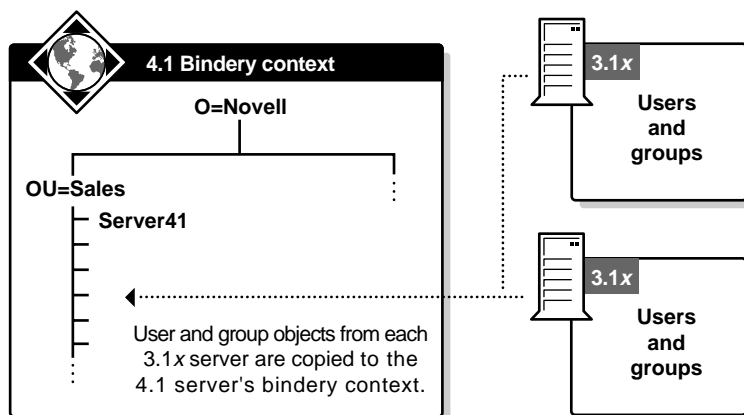 4.1 Bindery context
O=Novell
OU=Sales
Server41
User and group objects from each
3.1x server are copied to the
4.1 server's bindery context.
3.1x
Users
and
groups
3.1x
Users
and
groups